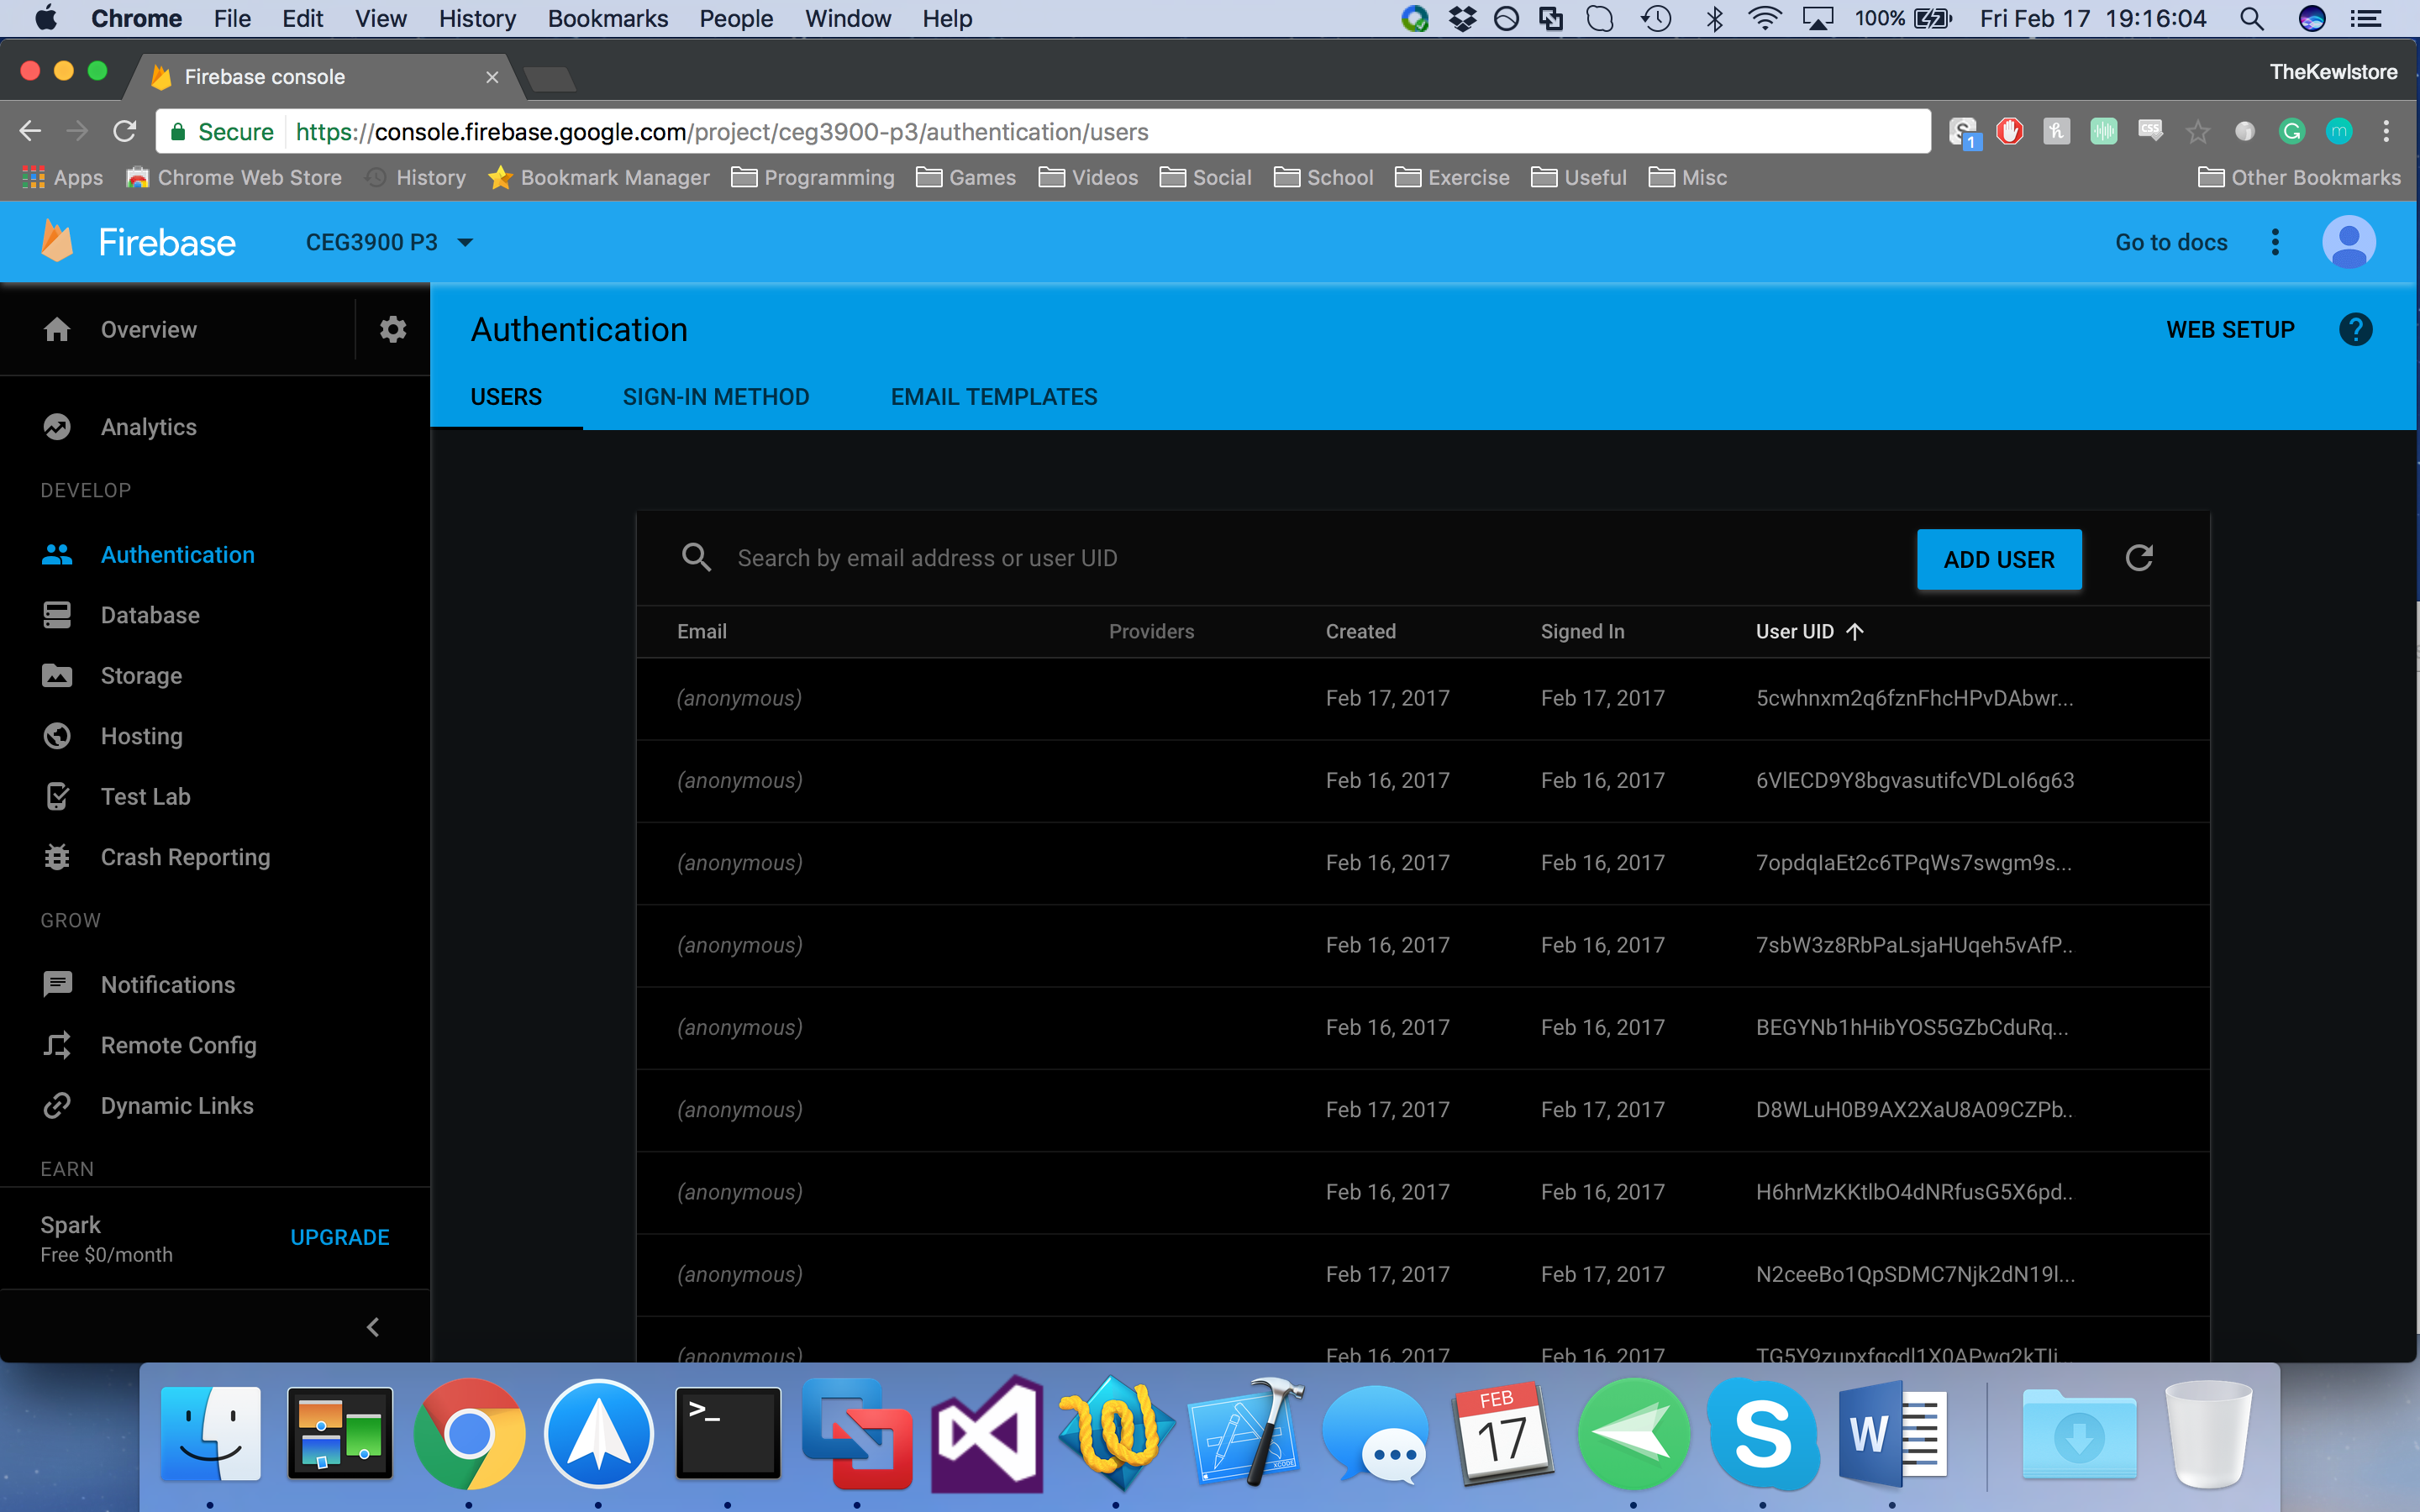 Chrome File Edit View History Bookmarks People Window Help 100% Fri Feb 17 19:16:04
Firebase console TheKewlstore
Secure https://console.firebase.google.com/project/ceg3900-p3/authentication/users S 1 h CSS G m
Apps Chrome Web Store History Bookmark Manager Programming Games Videos Social School Exercise Useful Misc Other Bookmarks
Firebase CEG3900 P3 Go to docs
Overview Authentication WEB SETUP ?
USERS SIGN-IN METHOD EMAIL TEMPLATES
Analytics
DEVELOP
Authentication
Database
Storage
Hosting
Test Lab
Crash Reporting
GROW
Notifications
Remote Config
Dynamic Links
EARN
Spark
Free $0/month
UPGRADE
Search by email address or user UID ADD USER
Email Providers Created Signed In User UID
(anonymous) Feb 17, 2017 Feb 17, 2017 5cwhnxm2q6fznFhcHPvDAbwr...
(anonymous) Feb 16, 2017 Feb 16, 2017 6VlECD9Y8bgvasutifcVDLoI6g63
(anonymous) Feb 16, 2017 Feb 16, 2017 7opdqIaEt2c6TPqWs7swgm9s...
(anonymous) Feb 16, 2017 Feb 16, 2017 7sbW3z8RbPaLsjaHUqeh5vAfP...
(anonymous) Feb 16, 2017 Feb 16, 2017 BEGYNb1hHibYOS5GZbCduRq...
(anonymous) Feb 17, 2017 Feb 17, 2017 D8WLuH0B9AX2XaU8A09CZPb...
(anonymous) Feb 16, 2017 Feb 16, 2017 H6hrMzKKtlbO4dNRfusG5X6pd...
(anonymous) Feb 17, 2017 Feb 17, 2017 N2ceeBo1QpSDMC7Njk2dN19l...
(anonymous) Feb 16, 2017 Feb 16, 2017
>_ XCODE FEB 17 S W